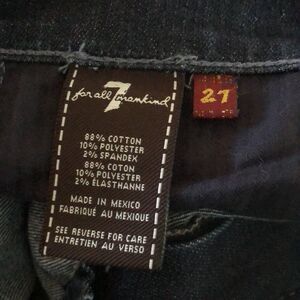 for all 7 mankind
27
88% COTTON
10% POLYESTER
2% SPANDEX
88% COTON
10% POLYESTER
2% ÉLASTHANNE
MADE IN MEXICO
FABRIQUÉ AU MEXIQUE
SEE REVERSE FOR CARE
ENTRETIEN AU VERSO